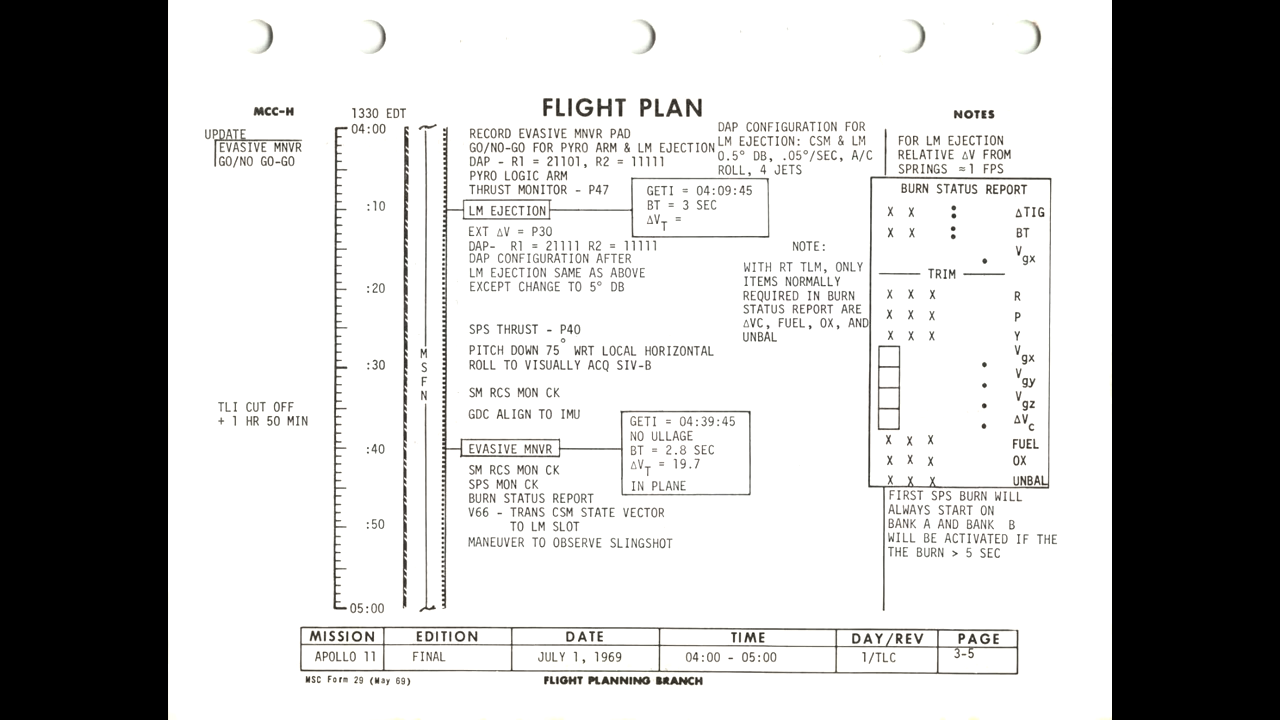 FLIGHT PLAN
MCC-H
1330 EDT
NOTES
UPDATE
EVASIVE MNVR
GO/NO GO-GO
TLI CUT OFF
+ 1 HR 50 MIN
04:00
:10
:20
:30
:40
:50
05:00
M
S
F
N
RECORD EVASIVE MNVR PAD
GO/NO-GO FOR PYRO ARM & LM EJECTION
DAP - R1 = 21101, R2 = 11111
PYRO LOGIC ARM
THRUST MONITOR - P47
DAP CONFIGURATION FOR
LM EJECTION: CSM & LM
0.5° DB, .05°/SEC, A/C
ROLL, 4 JETS
LM EJECTION
GETI = 04:09:45
BT = 3 SEC
ΔVT =
EXT ΔV = P30
DAP- R1 = 21111 R2 = 11111
DAP CONFIGURATION AFTER
LM EJECTION SAME AS ABOVE
EXCEPT CHANGE TO 5° DB
NOTE:
WITH RT TLM, ONLY
ITEMS NORMALLY
REQUIRED IN BURN
STATUS REPORT ARE
ΔVC, FUEL, OX, AND
UNBAL
SPS THRUST - P40
PITCH DOWN 75° WRT LOCAL HORIZONTAL
ROLL TO VISUALLY ACQ SIV-B
SM RCS MON CK
GDC ALIGN TO IMU
EVASIVE MNVR
GETI = 04:39:45
NO ULLAGE
BT = 2.8 SEC
ΔVT = 19.7
IN PLANE
SM RCS MON CK
SPS MON CK
BURN STATUS REPORT
V66 - TRANS CSM STATE VECTOR
TO LM SLOT
MANEUVER TO OBSERVE SLINGSHOT
FOR LM EJECTION
RELATIVE ΔV FROM
SPRINGS ≈1 FPS
BURN STATUS REPORT
X X : ΔTIG
X X : BT
. Vgx
TRIM
X X X R
X X X P
X X X Y
. Vgx
. Vgy
. Vgz
. ΔVc
X X X FUEL
X X X OX
X X X UNBAL
FIRST SPS BURN WILL
ALWAYS START ON
BANK A AND BANK B
WILL BE ACTIVATED IF THE
THE BURN > 5 SEC
MISSION EDITION DATE TIME DAY/REV PAGE
APOLLO 11 FINAL JULY 1, 1969 04:00 - 05:00 1/TLC 3-5
MSC Form 29 (May 69)
FLIGHT PLANNING BRANCH